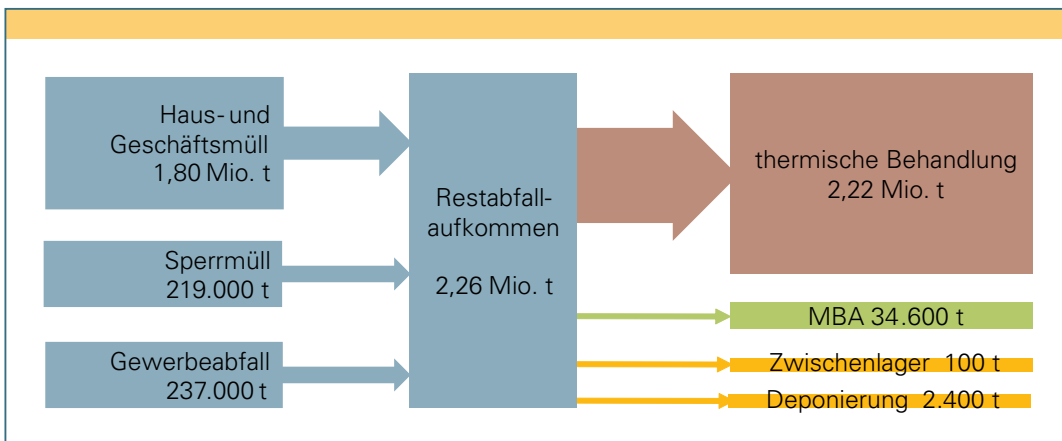 Haus- und
Geschäftsmüll
1,80 Mio. t
Sperrmüll
219.000 t
Gewerbeabfall
237.000 t
Restabfall-
aufkommen
2,26 Mio. t
thermische Behandlung
2,22 Mio. t
MBA 34.600 t
Zwischenlager 100 t
Deponierung 2.400 t